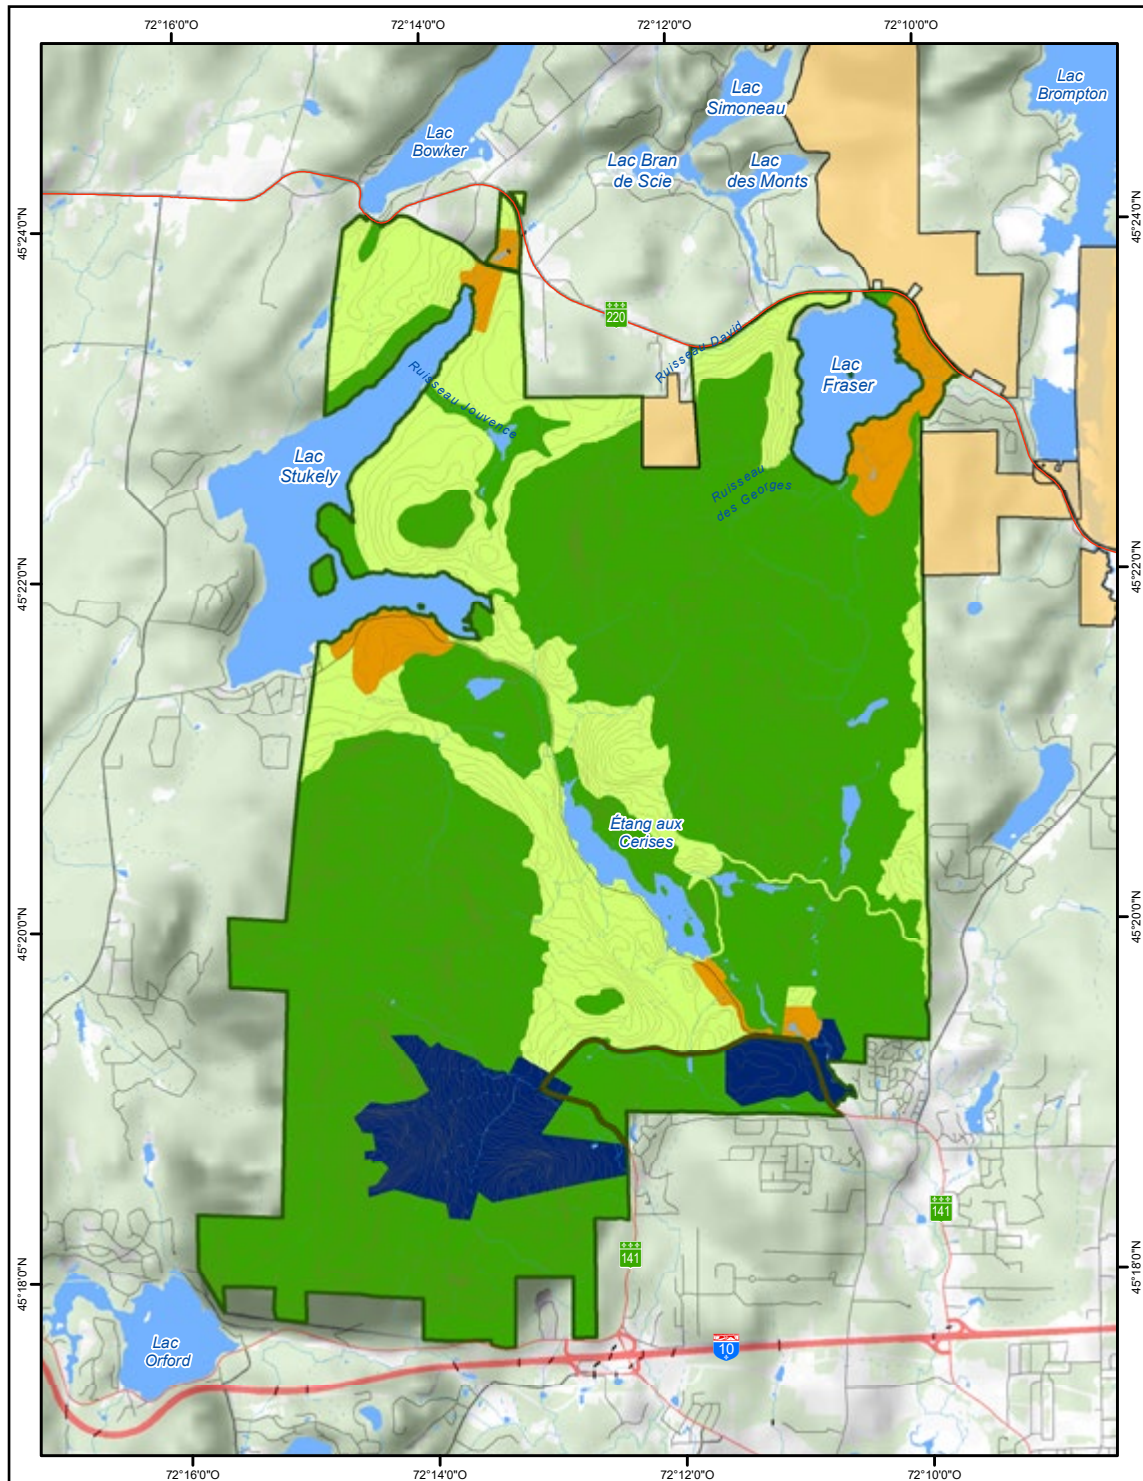 72°16'0"O
72°14'0"O
72°12'0"O
72°10'0"O
Lac
Brompton
Lac
Simoneau
Lac
Bowker
Lac Bran
de Scie
Lac
des Monts
45°24'0"N
45°24'0"N
220
Ruisseau David
Lac
Fraser
Ruisseau Jouvence
Lac
Stukely
Ruisseau
des Georges
45°22'0"N
45°22'0"N
Étang aux
Cerises
45°20'0"N
45°20'0"N
141
141
45°18'0"N
45°18'0"N
Lac
Orford
10
72°16'0"O
72°14'0"O
72°12'0"O
72°10'0"O